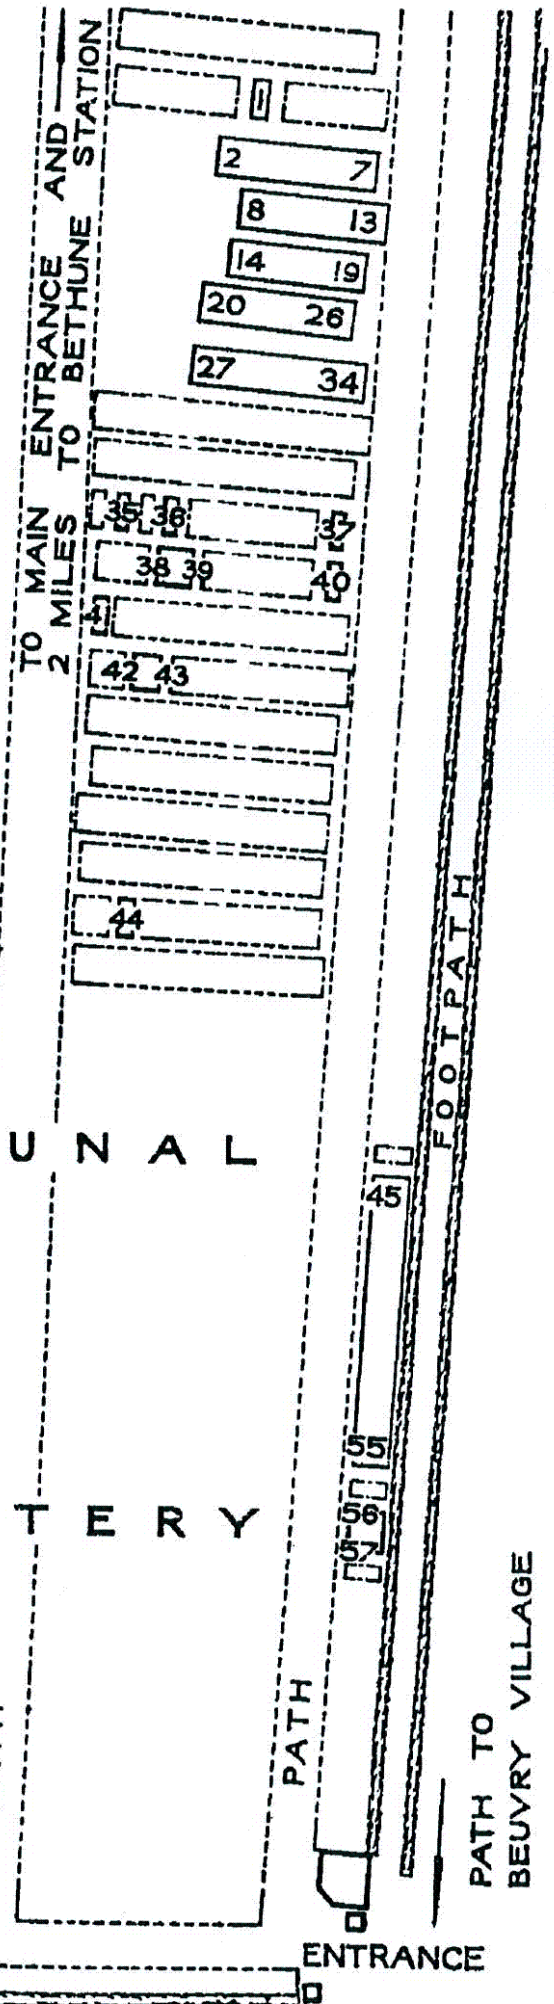 TO MAIN ENTRANCE AND
2 MILES TO BETHUNE STATION
1
2 7
8 13
14 19
20 26
27 34
35 36 37
38 39 40
41
42 43
44
FOOTPATH
UNAL
45
55
TERY
56
57
PATH
PATH TO
BEUVRY VILLAGE
ENTRANCE